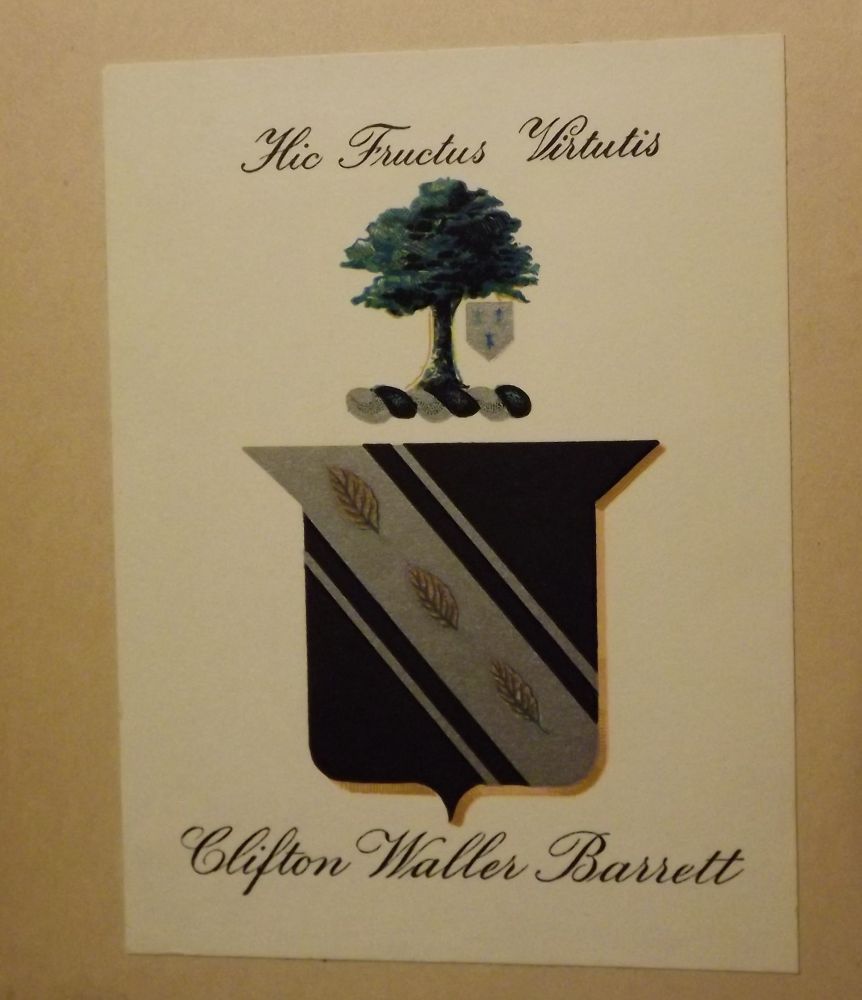 Hic Fructus Virtutis
Clifton Waller Barrett